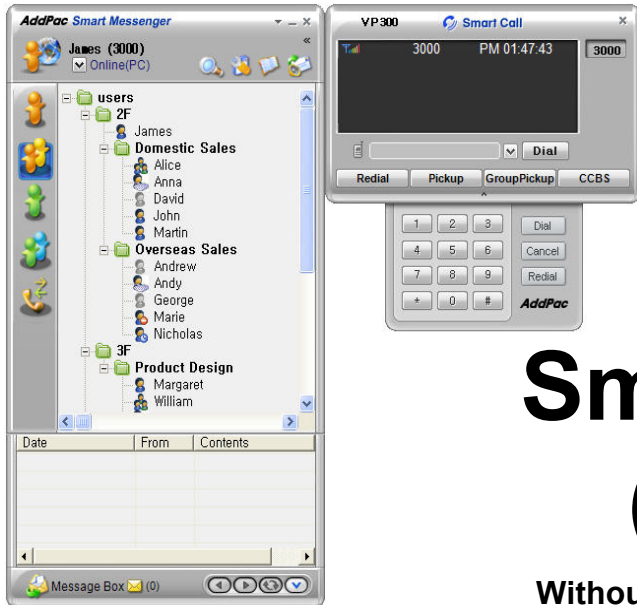 AddPac Smart Messenger
James (3000)
Online(PC)
users
2F
James
Domestic Sales
Alice
Anna
David
John
Martin
Overseas Sales
Andrew
Andy
George
Marie
Nicholas
3F
Product Design
Margaret
William
Date From Contents
Message Box (0)
VP300 Smart Call
3000 PM 01:47:43 3000
Dial
Redial Pickup GroupPickup CCBS
1 2 3 Dial
4 5 6 Cancel
7 8 9 Redial
* 0 # AddPac
Sm
(
Withou